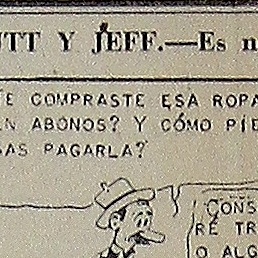 UTT Y JEFF.—Es n
TE COMPRASTE ESA ROPA
EN ABONOS? Y CÓMO PIE
SAS PAGARLA?
CONS
RÉ TR
O ALG